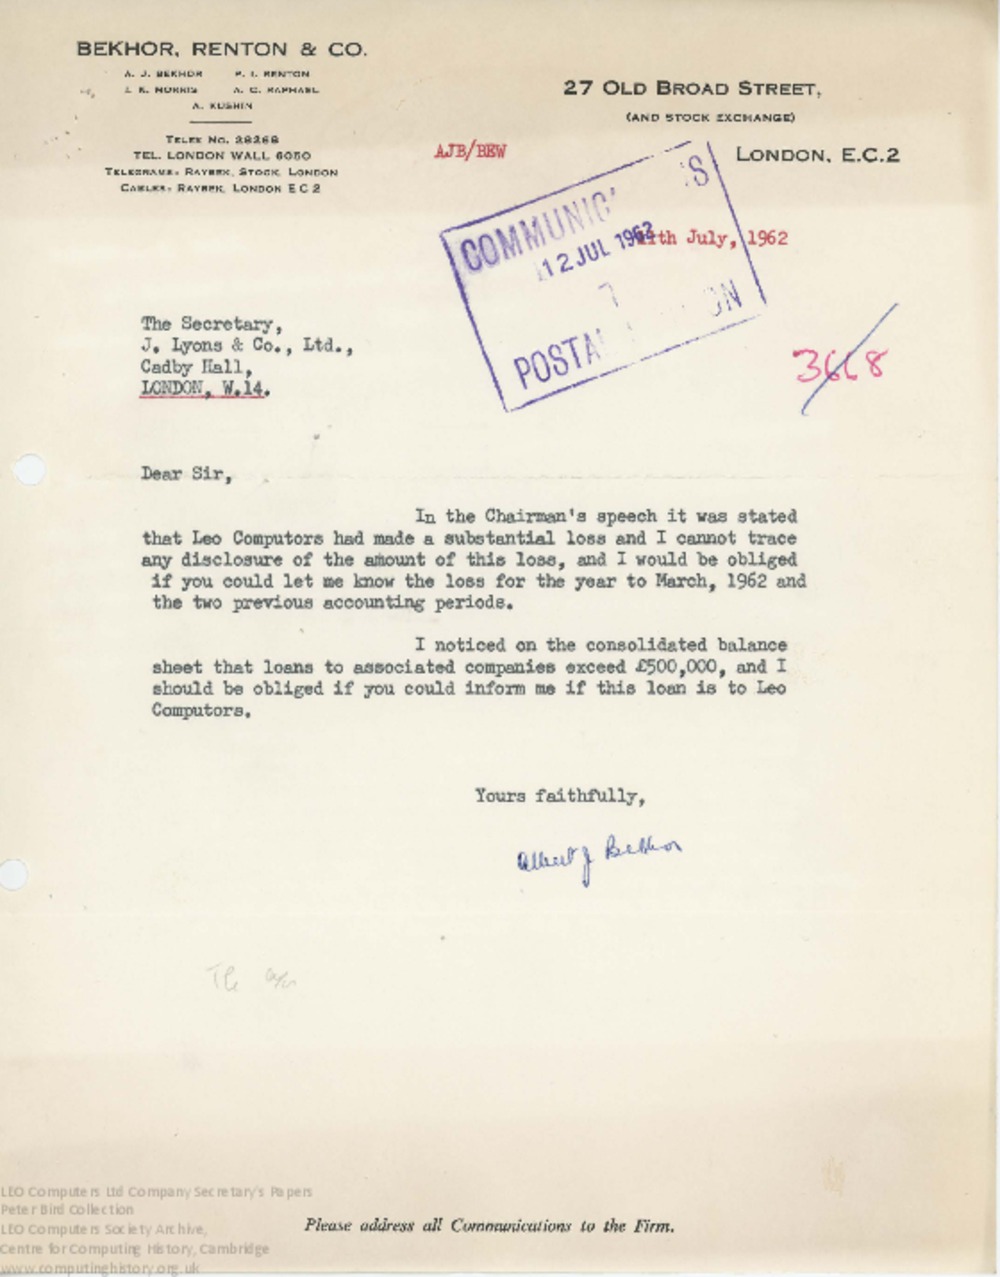 BEKHOR, RENTON & CO.
A. J. BEKHOR P. I. RENTON
L. K. MORRIS A. C. RAPHAEL
A. KUSHIN
TELEX NO. 28268
TEL. LONDON WALL 6050
TELEGRAMS: RAYBEK, STOCK, LONDON
CABLES: RAYBEK, LONDON E C 2
27 OLD BROAD STREET,
(AND STOCK EXCHANGE)
LONDON, E.C.2
AJB/BEW
COMMUNIC S
12 JUL 1962
7
POSTA ON
11th July, 1962
The Secretary,
J. Lyons & Co., Ltd.,
Cadby Hall,
LONDON, W.14.
3668
Dear Sir,
In the Chairman's speech it was stated
that Leo Computors had made a substantial loss and I cannot trace
any disclosure of the amount of this loss, and I would be obliged
if you could let me know the loss for the year to March, 1962 and
the two previous accounting periods.
I noticed on the consolidated balance
sheet that loans to associated companies exceed £500,000, and I
should be obliged if you could inform me if this loan is to Leo
Computors.
Yours faithfully,
Albert J Bekhor
LEO Computers Ltd Company Secretary's Papers
Peter Bird Collection
LEO Computers Society Archive,
Centre for Computing History, Cambridge
www.computinghistory.org.uk
Please address all Communications to the Firm.